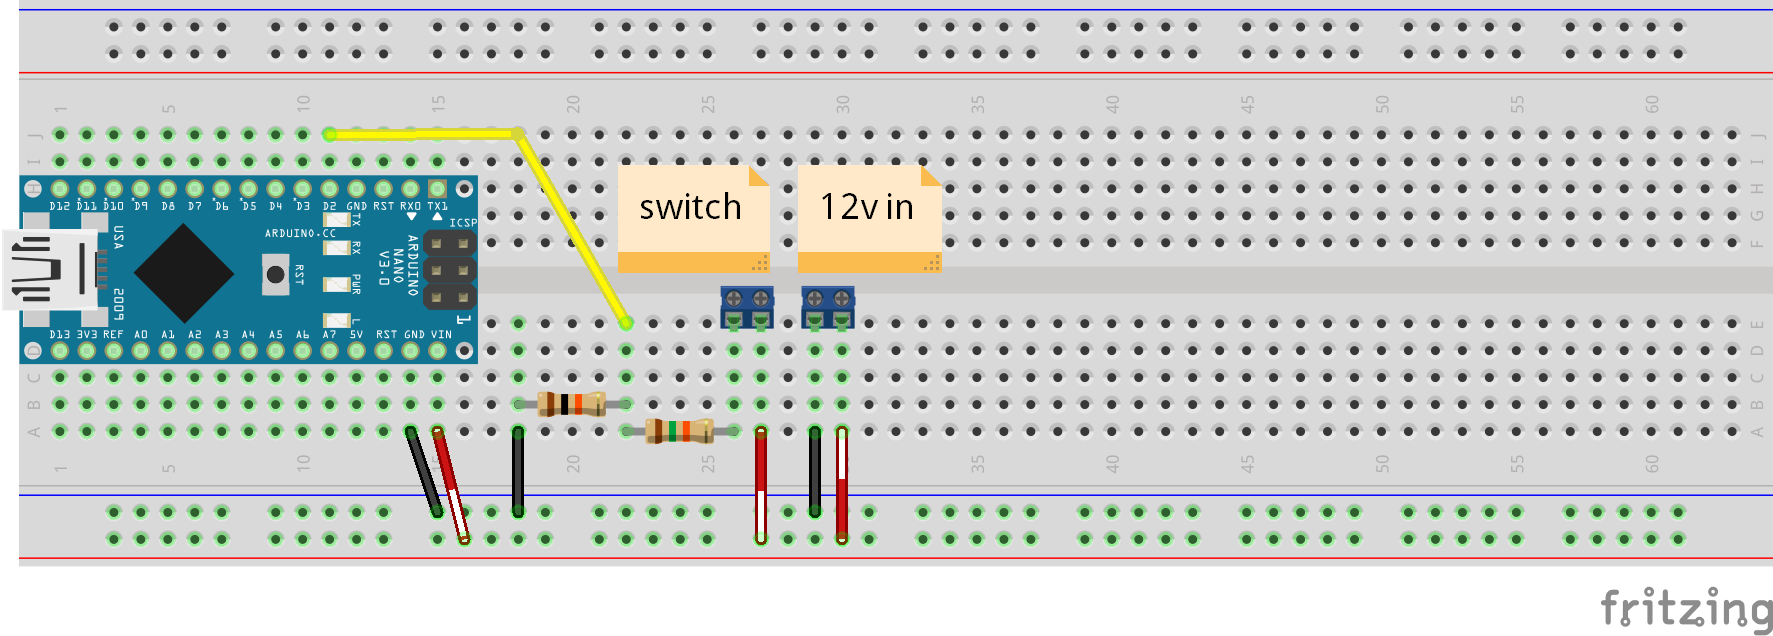 1 5 10 15 20 25 30 35 40 45 50 55 60
J J
I I
H H
G
F
D12 D11 D10 D9 D8 D7 D6 D5 D4 D3 D2 GND RST RX0 TX1
switch
12v in
USA
TX
ICSP
ARDUINO.CC
RX
RST
ARDUINO
NANO
V3.0
PWR
2009
L
1
D13 3V3 REF A0 A1 A2 A3 A4 A5 A6 A7 5V RST GND VIN
E
D D
C C
B B
A A
1 5 10 15 20 25 30 35 40 45 50 55 60
fritzing